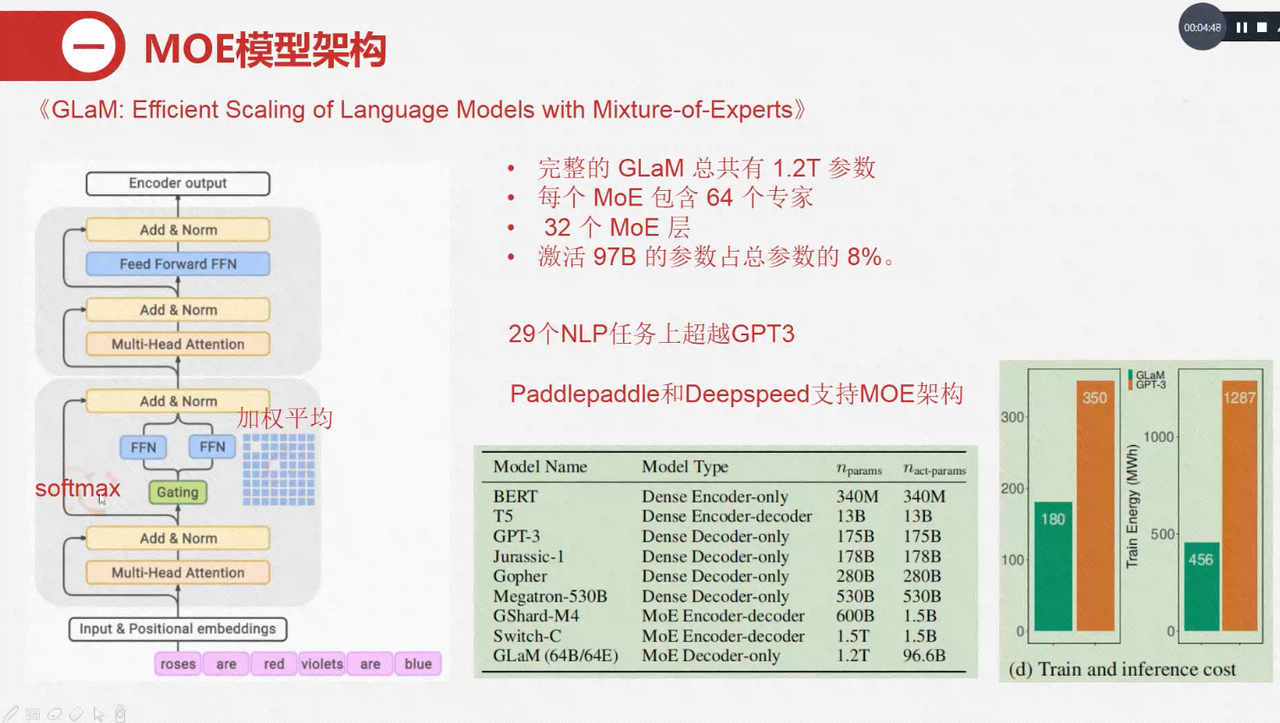 一 MOE模型架构
00:04:48
《GLaM: Efficient Scaling of Language Models with Mixture-of-Experts》
• 完整的 GLaM 总共有 1.2T 参数
• 每个 MoE 包含 64 个专家
• 32 个 MoE 层
• 激活 97B 的参数占总参数的 8%。
29个NLP任务上超越GPT3
Paddlepaddle和Deepspeed支持MOE架构
Encoder output
Add & Norm
Feed Forward FFN
Add & Norm
Multi-Head Attention
Add & Norm
加权平均
FFN FFN
softmax
Gating
Add & Norm
Multi-Head Attention
Input & Positional embeddings
roses are red violets are blue
Model Name Model Type nparams nact-params
BERT Dense Encoder-only 340M 340M
T5 Dense Encoder-decoder 13B 13B
GPT-3 Dense Decoder-only 175B 175B
Jurassic-1 Dense Decoder-only 178B 178B
Gopher Dense Decoder-only 280B 280B
Megatron-530B Dense Decoder-only 530B 530B
GShard-M4 MoE Encoder-decoder 600B 1.5B
Switch-C MoE Encoder-decoder 1.5T 1.5B
GLaM (64B/64E) MoE Decoder-only 1.2T 96.6B
GLaM
GPT-3
300
200
100
0
180
350
Train Energy (MWh)
1000
500
0
456
1287
(d) Train and inference cost